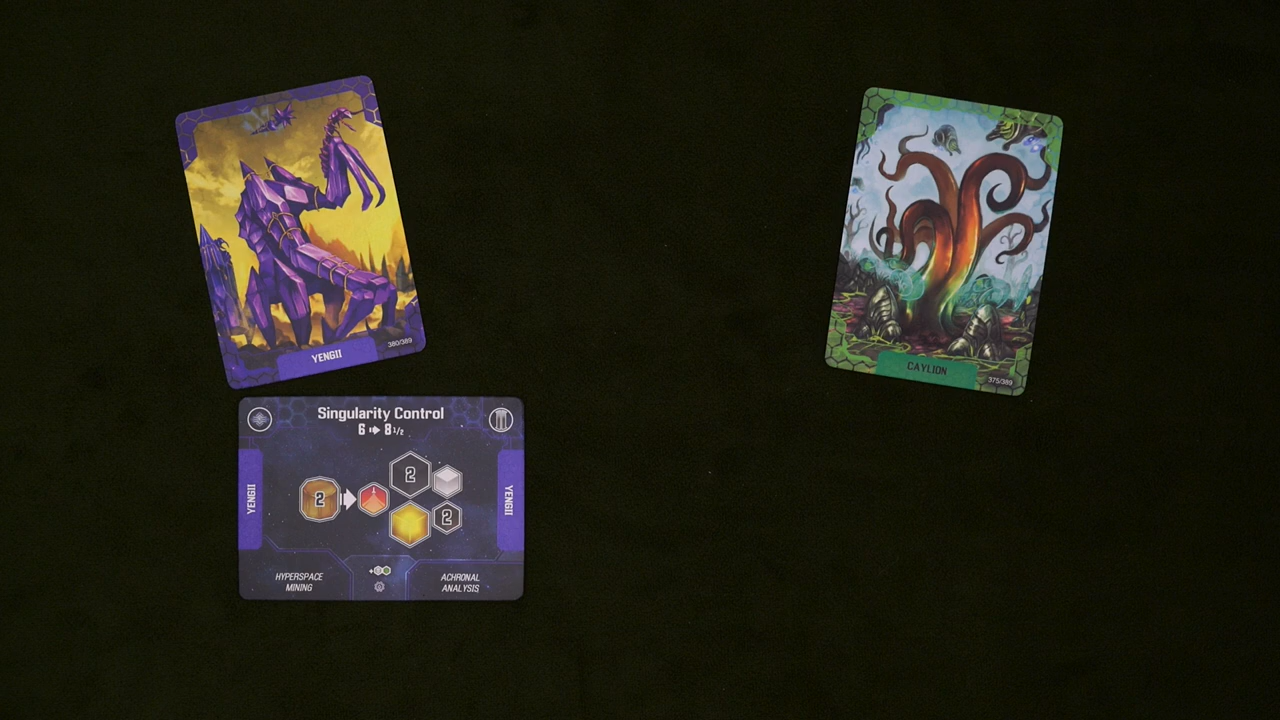 380/389
YENGII
CAYLION
375/389
Singularity Control
6 8 1/2
YENGII
2
2
2
YENGII
HYPERSPACE
MINING
+
ACHRONAL
ANALYSIS